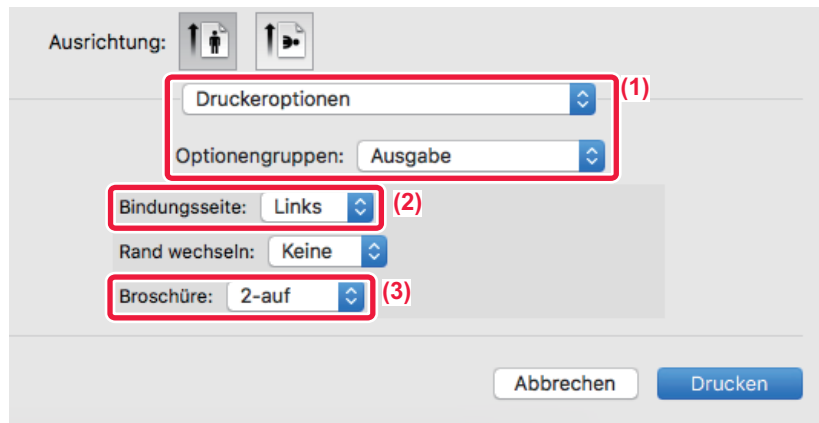 Ausrichtung:
Druckeroptionen (1)
Optionengruppen: Ausgabe
Bindungsseite: Links (2)
Rand wechseln: Keine
Broschüre: 2-auf (3)
Abbrechen Drucken